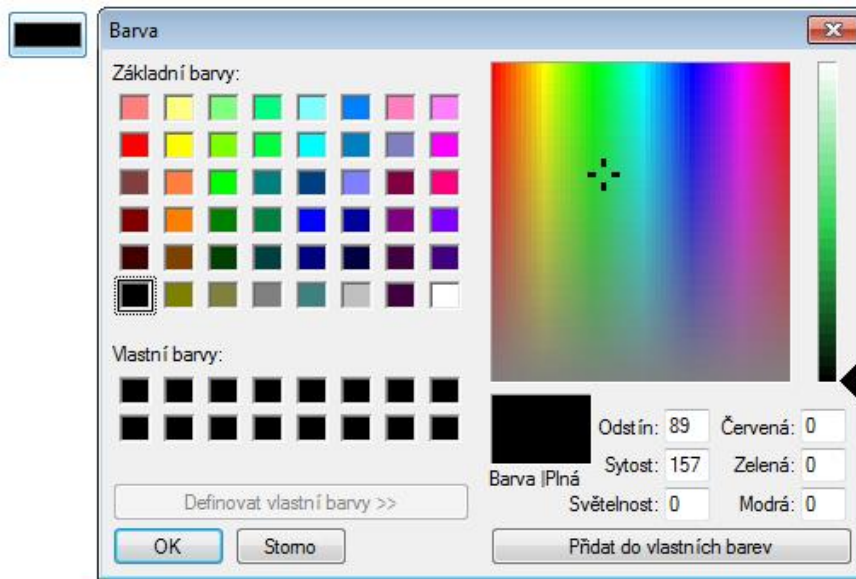 Barva
Základní barvy:
Vlastní barvy:
Definovat vlastní barvy >>
OK
Storno
Barva |Plná
Odstín: 89
Sytost: 157
Světelnost: 0
Červená: 0
Zelená: 0
Modrá: 0
Přidat do vlastních barev